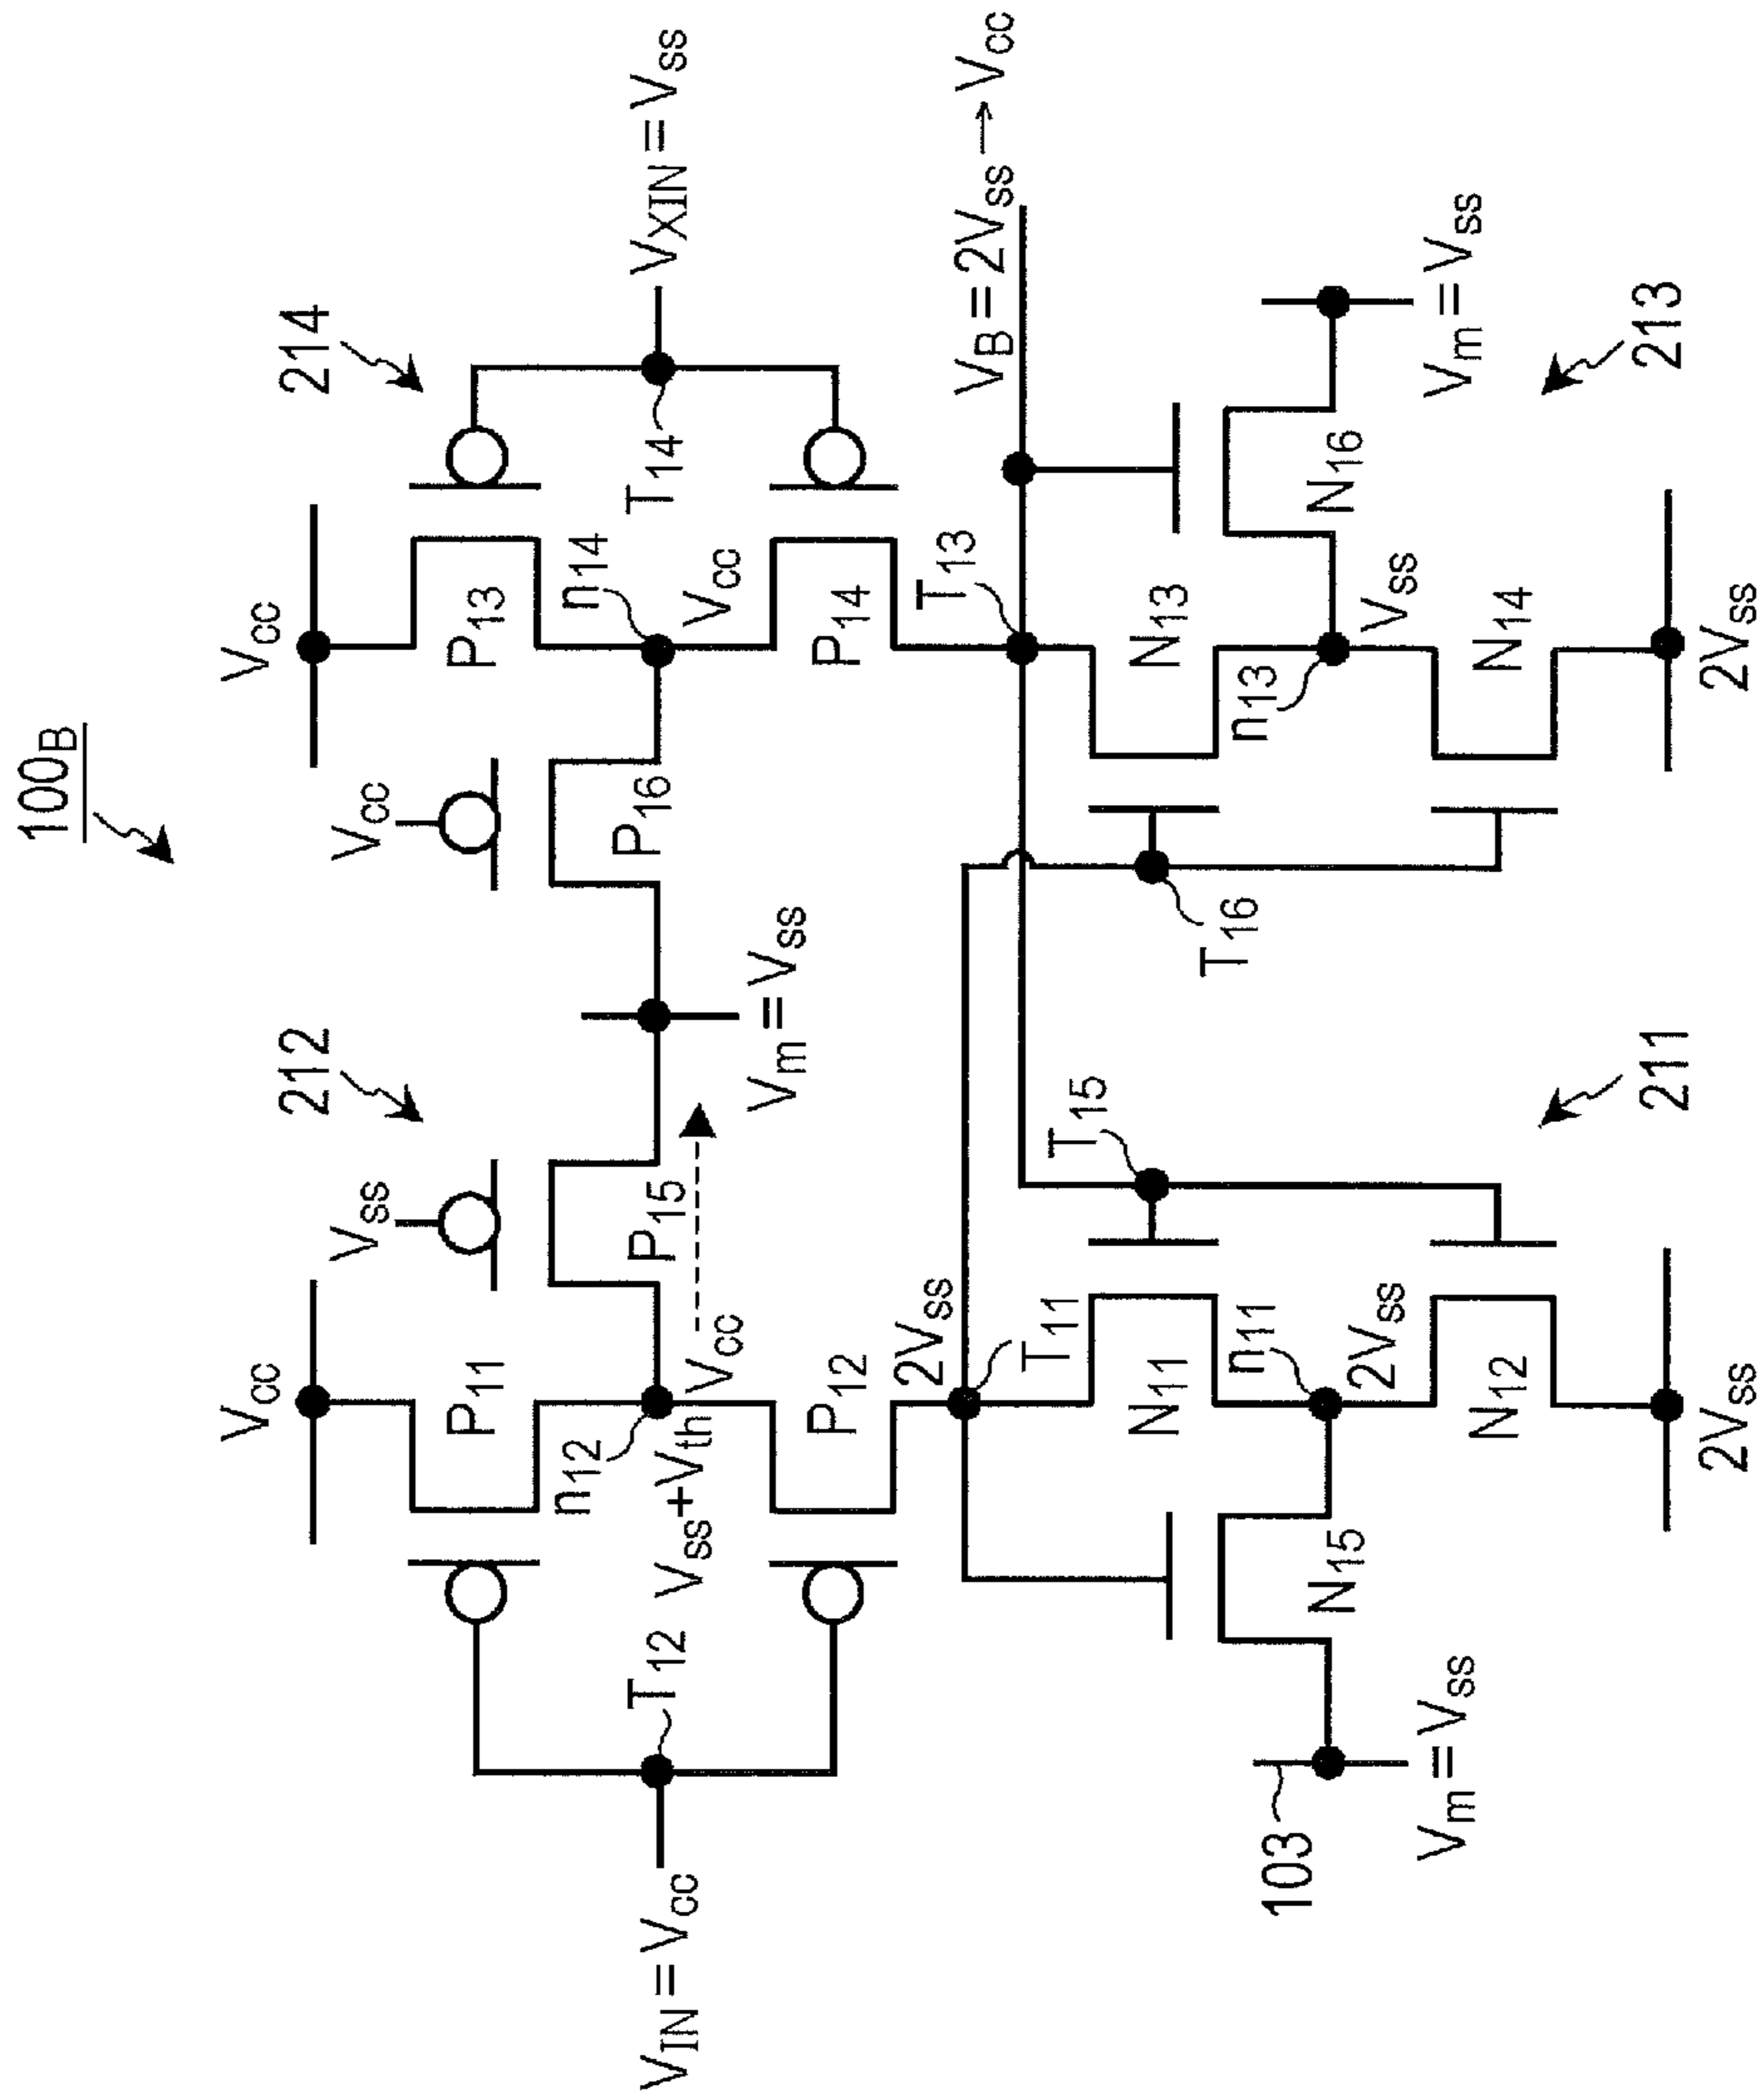 100B
Vcc
Vcc
212
214
Vss
Vcc
P11
P13
P15
P16
n12
n14
T12
Vss+Vth
Vcc
Vm=Vss
Vcc
T14
VIN=Vcc
VXIN=Vss
P12
P14
2Vss
T11
T13
VB=2Vss→Vcc
T15
T16
N11
N13
n11
n13
N15
N16
2Vss
Vss
103
N12
N14
Vm=Vss
Vm=Vss
2Vss
2Vss
211
213